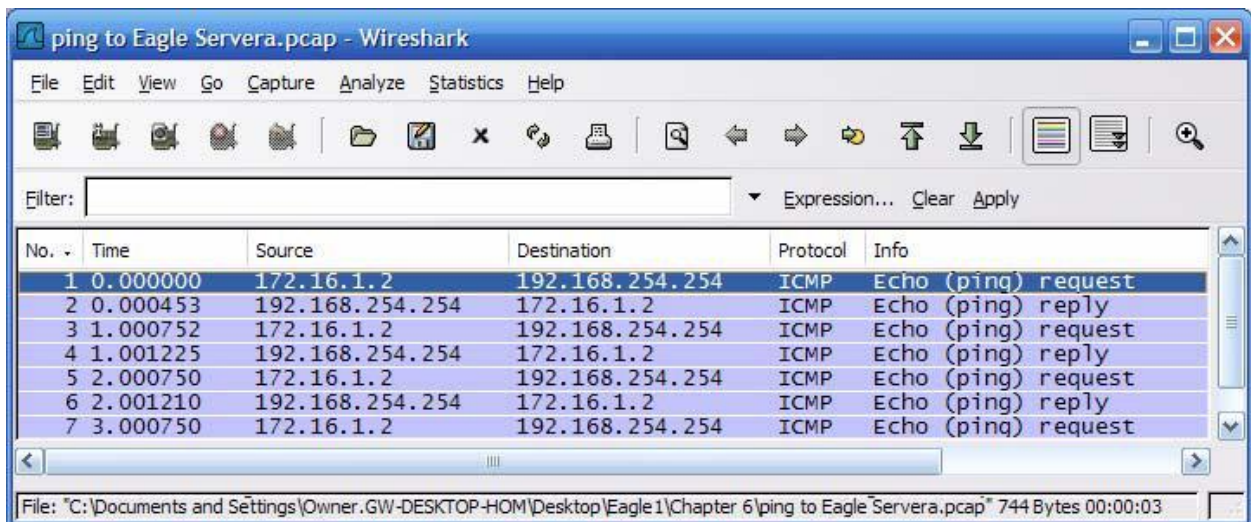 ping to Eagle Servera.pcap - Wireshark
File Edit View Go Capture Analyze Statistics Help
Filter: Expression... Clear Apply
No. Time Source Destination Protocol Info
1 0.000000 172.16.1.2 192.168.254.254 ICMP Echo (ping) request
2 0.000453 192.168.254.254 172.16.1.2 ICMP Echo (ping) reply
3 1.000752 172.16.1.2 192.168.254.254 ICMP Echo (ping) request
4 1.001225 192.168.254.254 172.16.1.2 ICMP Echo (ping) reply
5 2.000750 172.16.1.2 192.168.254.254 ICMP Echo (ping) request
6 2.001210 192.168.254.254 172.16.1.2 ICMP Echo (ping) reply
7 3.000750 172.16.1.2 192.168.254.254 ICMP Echo (ping) request
File: "C:\Documents and Settings\Owner.GW-DESKTOP-HOM\Desktop\Eagle1\Chapter 6\ping to Eagle Servera.pcap" 744 Bytes 00:00:03